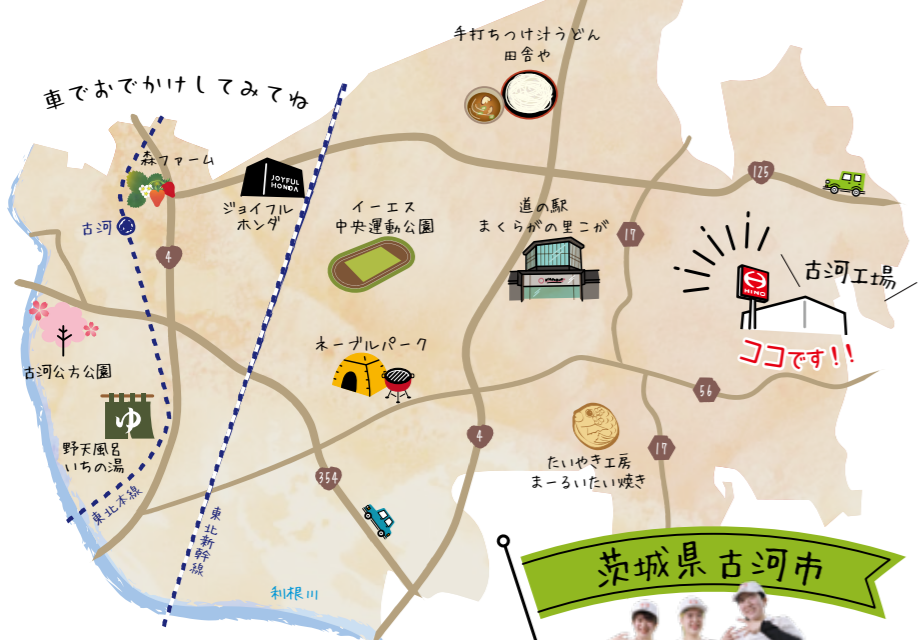 手打ちつけ汁うどん
田舎や
車でおでかけしてみてね
森ファーム
JOYFUL
HONDA
ジョイフル
ホンダ
イーエス
中央運動公園
道の駅
まくらがの里こが
125
17
古河
4
HINO
古河工場
ココです!!
古河公方公園
ネーブルパーク
56
ゆ
野天風呂
いちの湯
4
17
たいやき工房
まーるいたい焼き
354
東北本線
東北新幹線
利根川
茨城県古河市